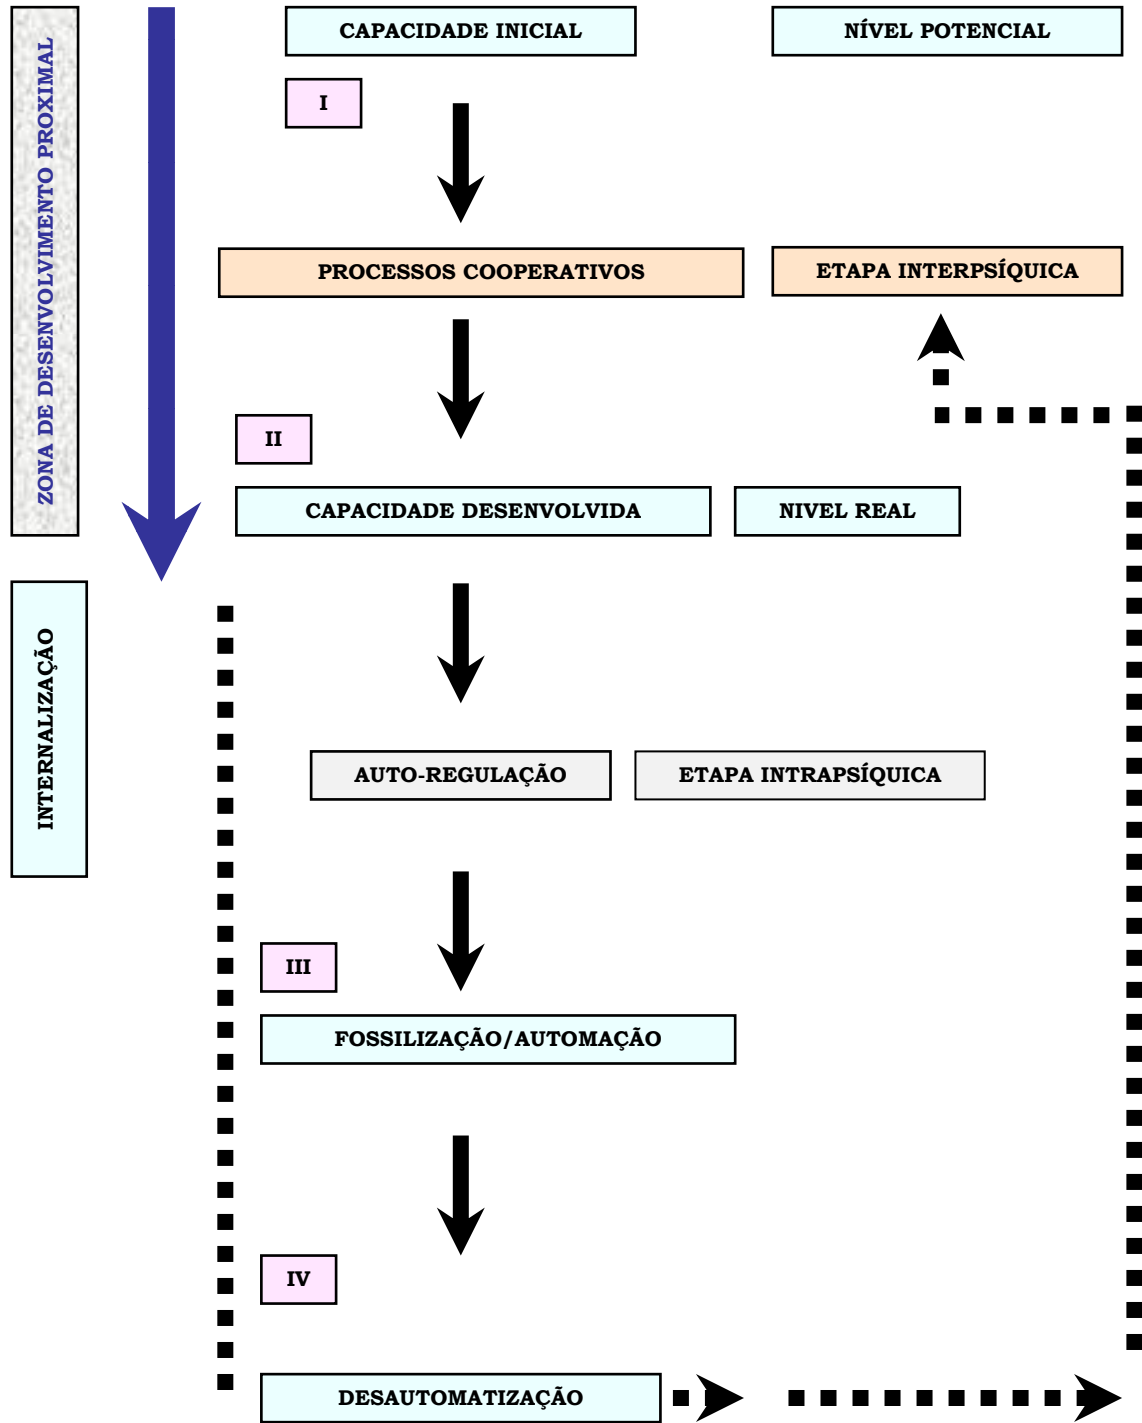 ZONA DE DESENVOLVIMENTO PROXIMAL
CAPACIDADE INICIAL
NÍVEL POTENCIAL
I
PROCESSOS COOPERATIVOS
ETAPA INTERPSÍQUICA
II
CAPACIDADE DESENVOLVIDA
NIVEL REAL
INTERNALIZAÇÃO
AUTO-REGULAÇÃO
ETAPA INTRAPSÍQUICA
III
FOSSILIZAÇÃO/AUTOMAÇÃO
IV
DESAUTOMATIZAÇÃO